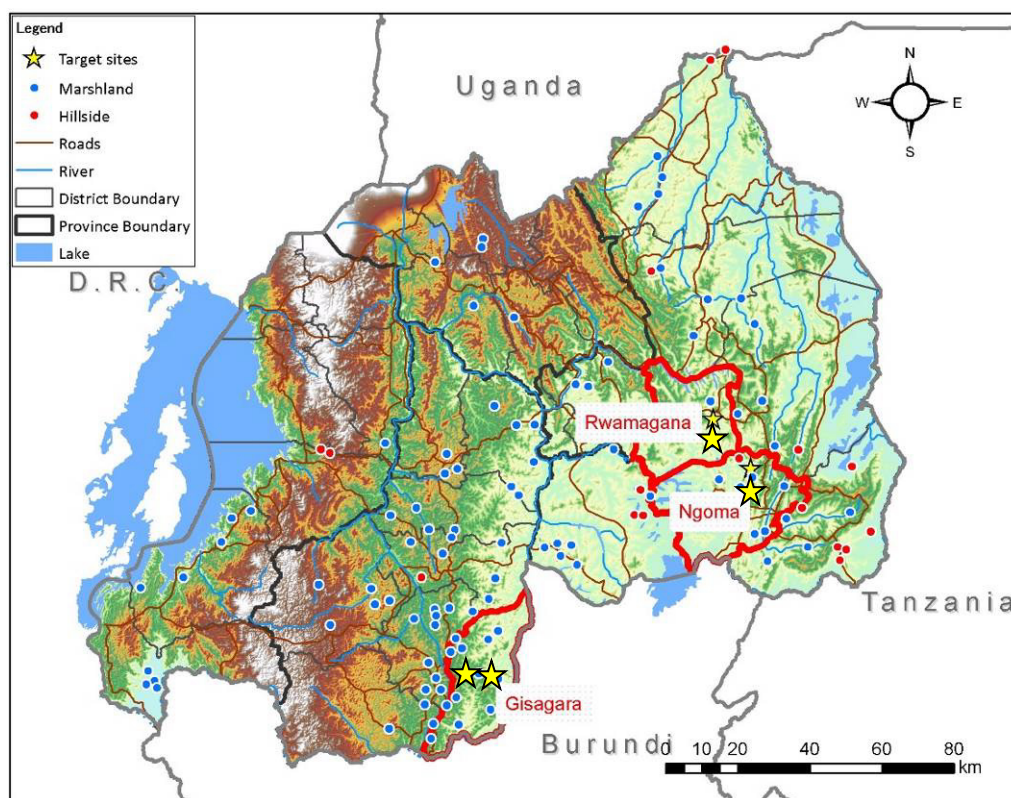 Legend
Target sites
Marshland
Hillside
Roads
River
District Boundary
Province Boundary
Lake
Uganda
N
W E
S
D.R.C.
Rwamagana
Ngoma
Tanzania
Gisagara
Burundi
0 10 20 40 60 80
km